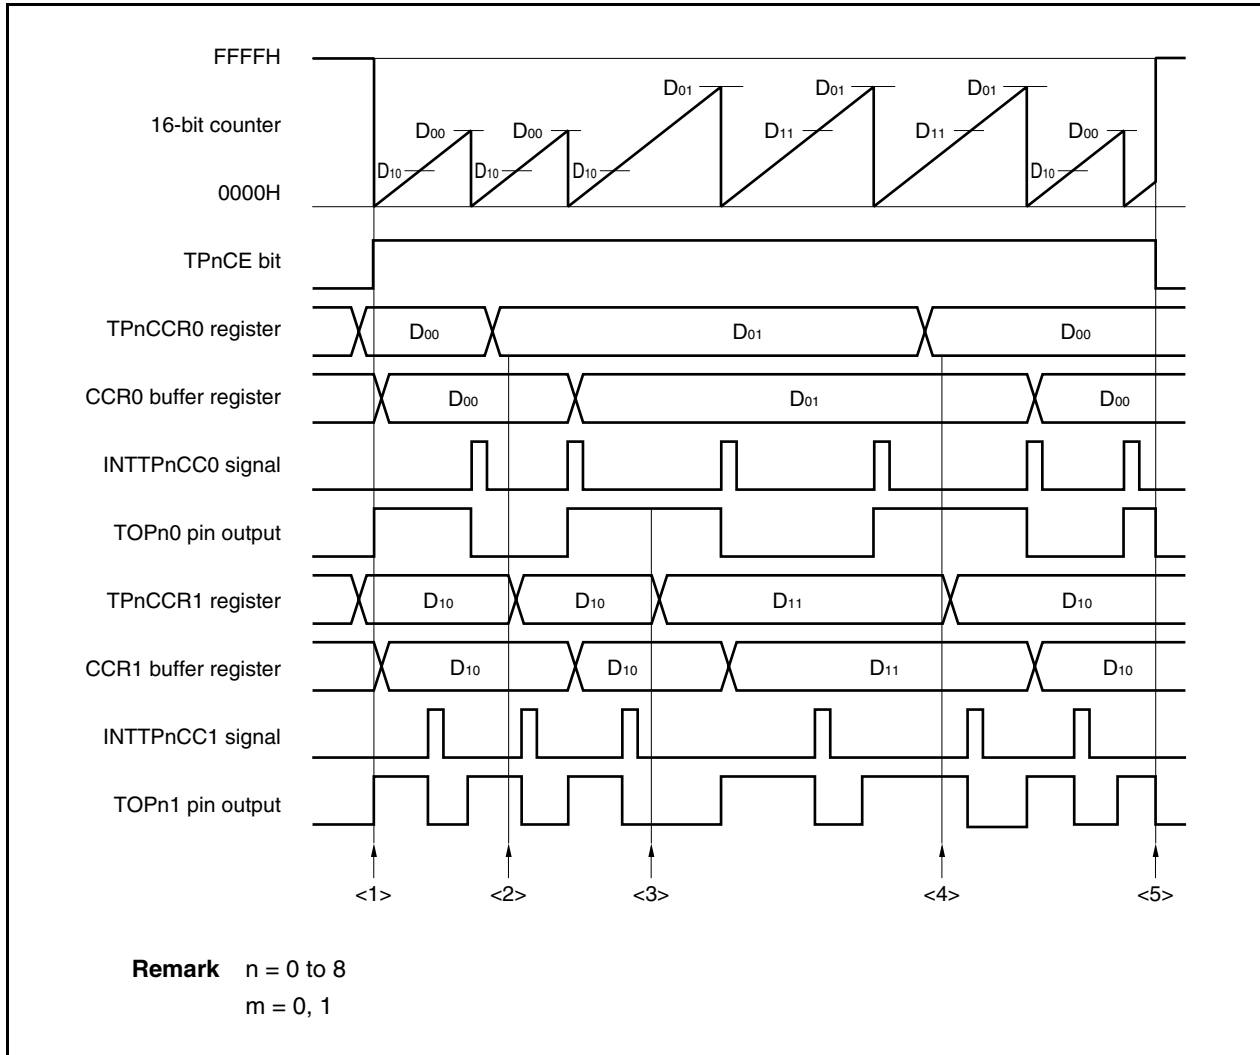 FFFFH
16-bit counter
0000H
D01 D01 D01
D00 D00 D11 D11 D00
D10 D10 D10 D10
TPnCE bit
TPnCCR0 register D00 D01 D00
CCR0 buffer register D00 D01 D00
INTTPnCC0 signal
TOPn0 pin output
TPnCCR1 register D10 D10 D11 D10
CCR1 buffer register D10 D10 D11 D10
INTTPnCC1 signal
TOPn1 pin output
<1> <2> <3> <4> <5>
Remark n = 0 to 8
m = 0, 1